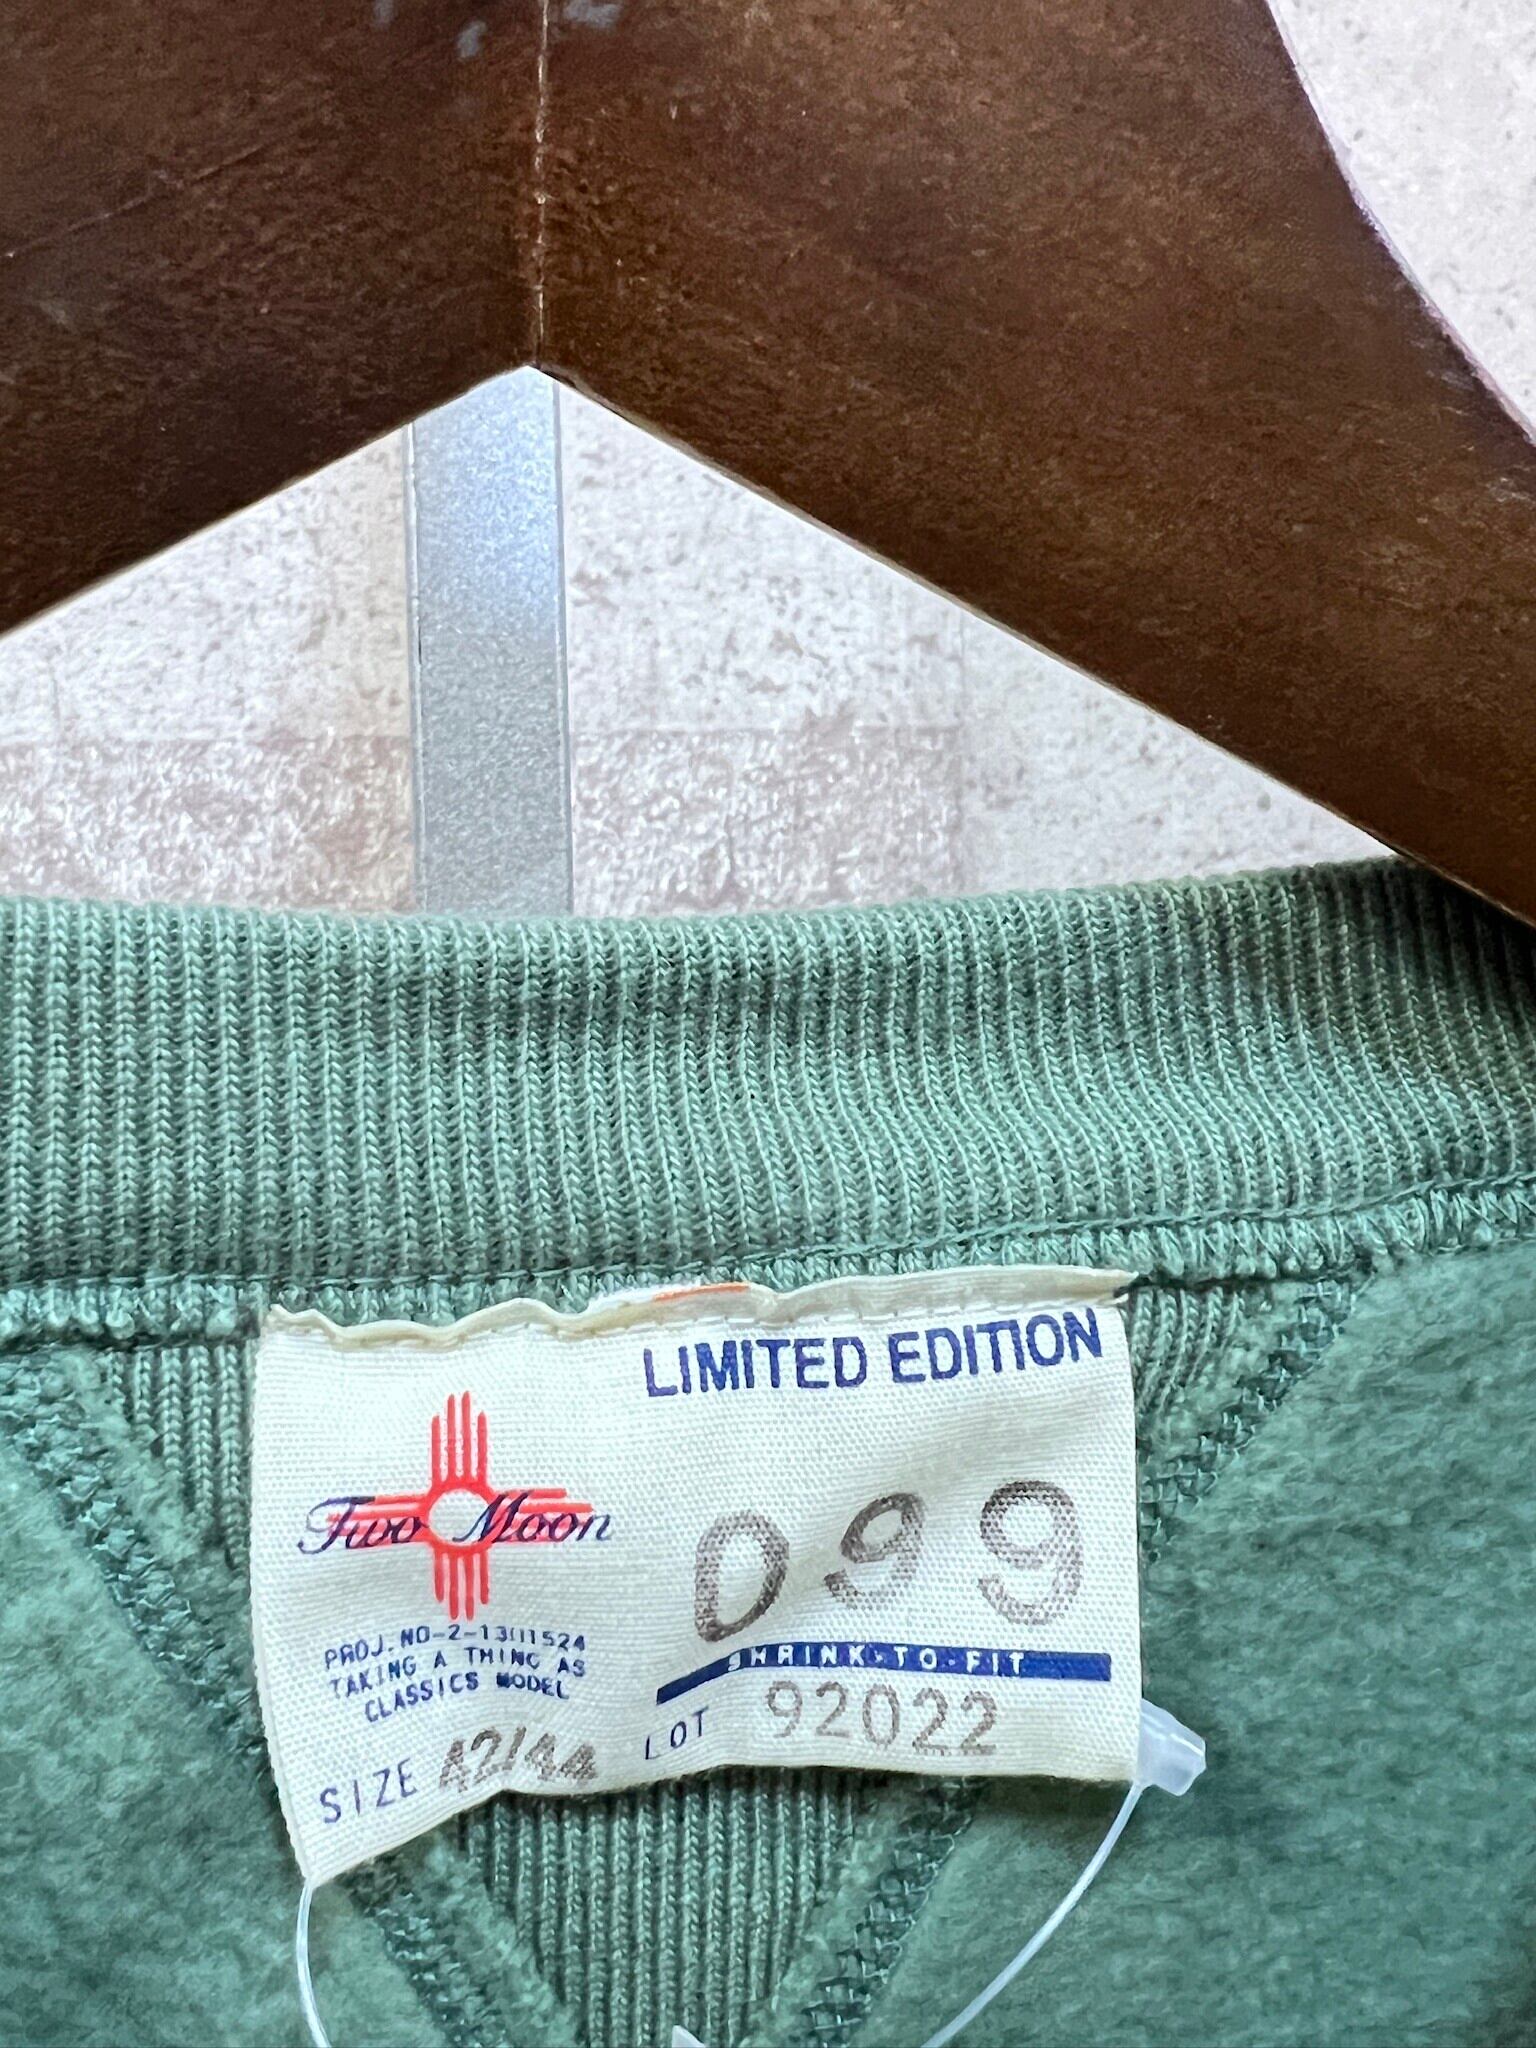 LIMITED EDITION
Two Moon
099
PROJ.NO-2-13011524
TAKING A THING AS
CLASSICS MODEL
SHRINK-TO-FIT
SIZE 42/44
LOT 92022